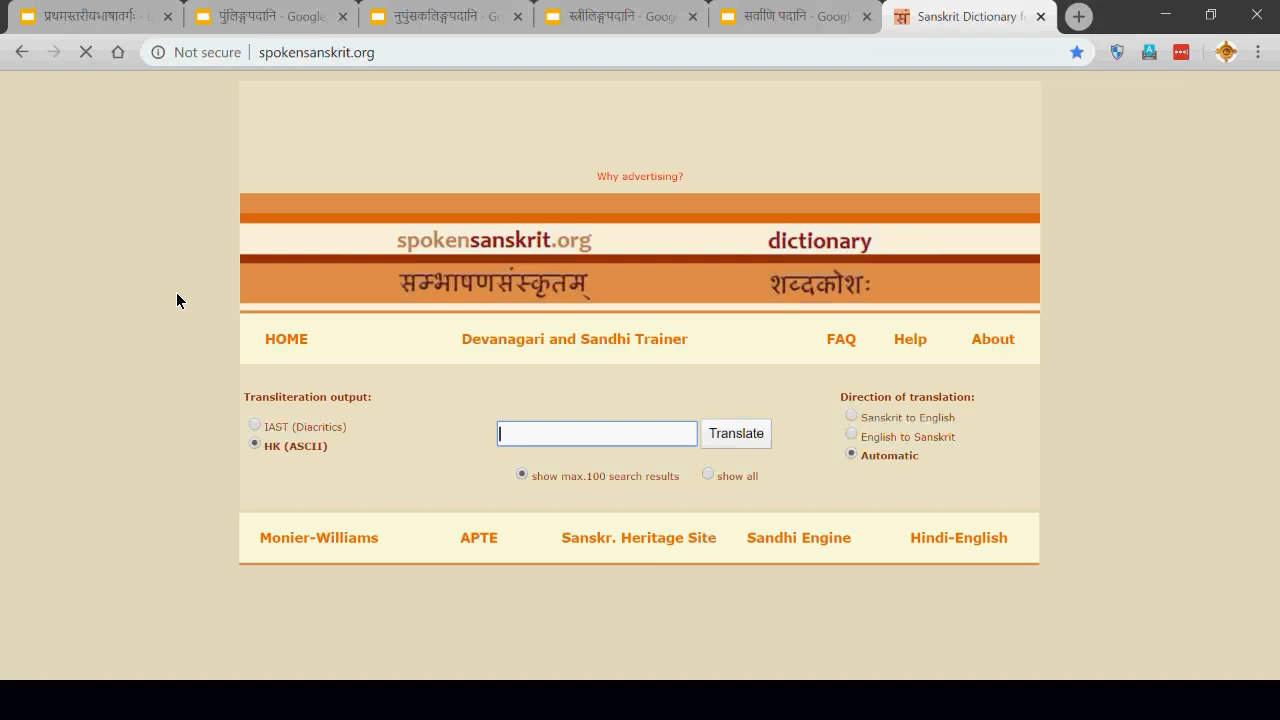 प्रथमस्तरीयभाषावर्गः - G
पुंलिङ्गपदानि - Google
नुपुंसकलिङ्गपदानि - Go
स्त्रीलिङ्गपदानि - Googl
सर्वाणि पदानि - Googl
Sanskrit Dictionary f
Not secure
spokensanskrit.org
Why advertising?
spokensanskrit.org dictionary
सम्भाषणसंस्कृतम् शब्दकोशः
HOME Devanagari and Sandhi Trainer FAQ Help About
Transliteration output:
IAST (Diacritics)
HK (ASCII)
Translate
show max.100 search results show all
Direction of translation:
Sanskrit to English
English to Sanskrit
Automatic
Monier-Williams APTE Sanskr. Heritage Site Sandhi Engine Hindi-English